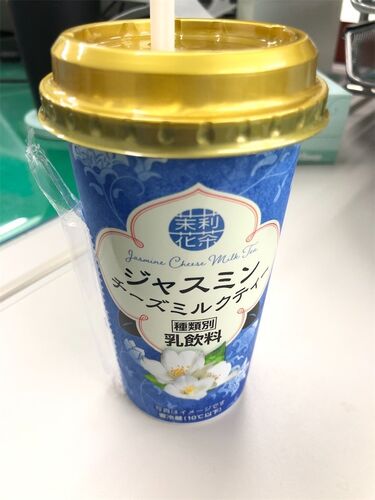 茉莉
花茶
Jasmine Cheese Milk Tea
ジャスミン
チーズミルクティー
種類別
乳飲料